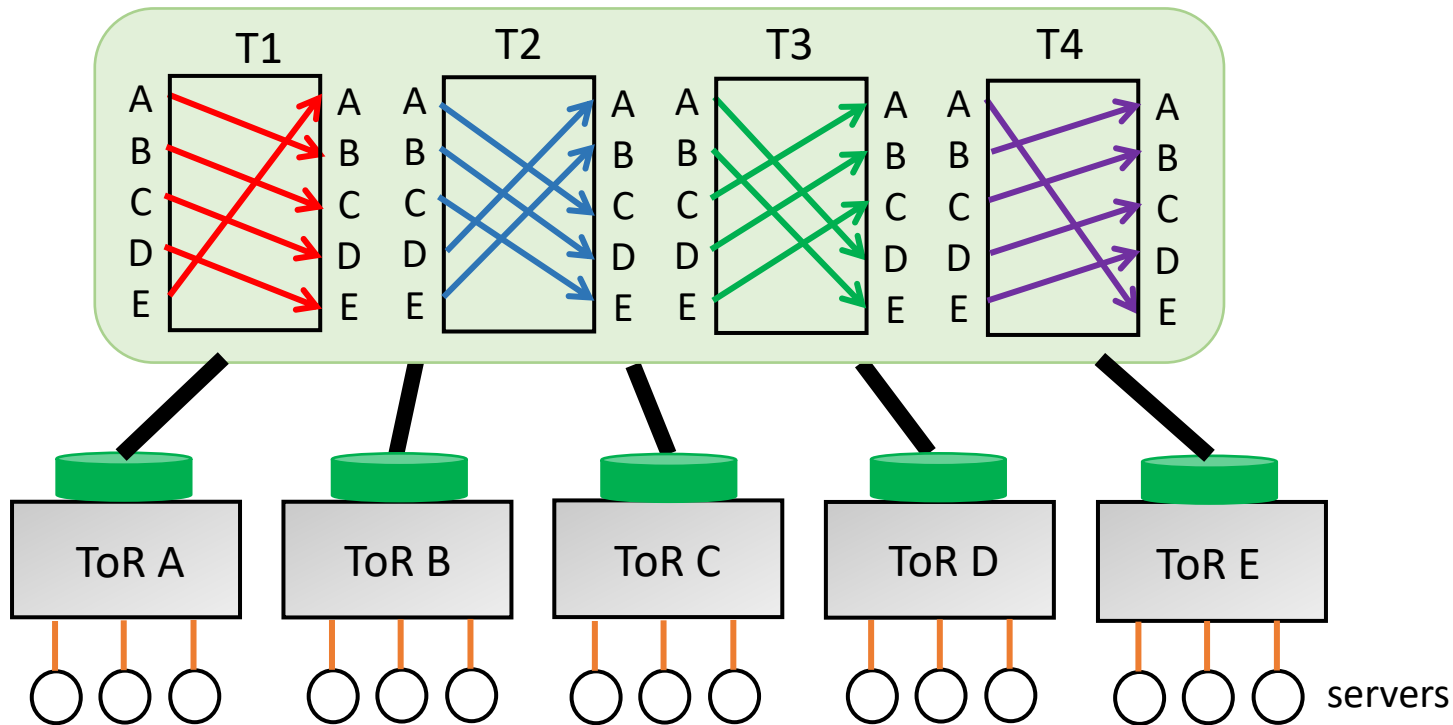 T1 T2 T3 T4
A A A A A A A A
B B B B B B B B
C C C C C C C C
D D D D D D D D
E E E E E E E E
ToR A ToR B ToR C ToR D ToR E
servers